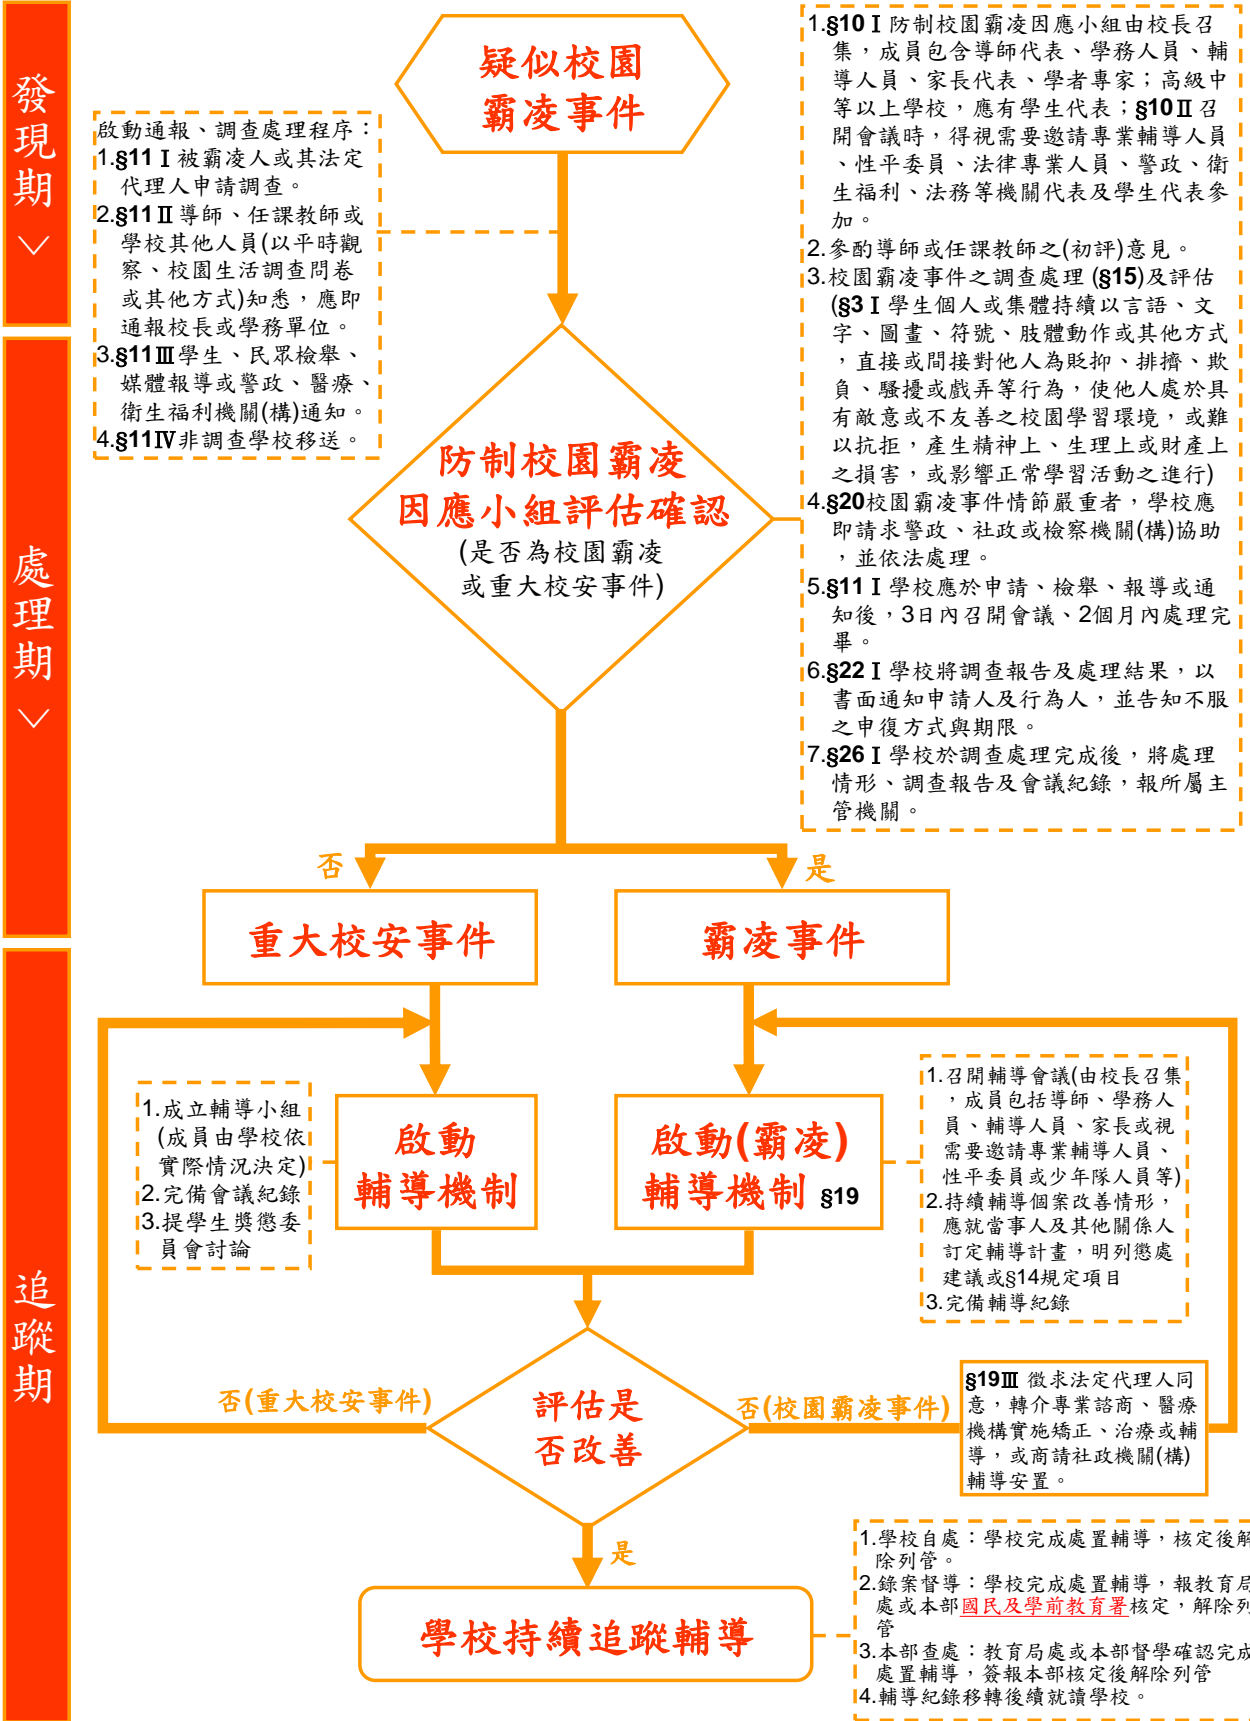 發現期
疑似校園
霸凌事件
啟動通報、調查處理程序：
1.§11Ⅰ被霸凌人或其法定
代理人申請調查。
2.§11Ⅱ導師、任課教師或
學校其他人員(以平時觀
察、校園生活調查問卷
或其他方式)知悉，應即
通報校長或學務單位。
3.§11Ⅲ學生、民眾檢舉、
媒體報導或警政、醫療、
衛生福利機關(構)通知。
4.§11Ⅳ非調查學校移送。
1.§10Ⅰ防制校園霸凌因應小組由校長召
集，成員包含導師代表、學務人員、輔
導人員、家長代表、學者專家；高級中
等以上學校，應有學生代表；§10Ⅱ召
開會議時，得視需要邀請專業輔導人員
、性平委員、法律專業人員、警政、衛
生福利、法務等機關代表及學生代表參
加。
2.參酌導師或任課教師之(初評)意見。
3.校園霸凌事件之調查處理 (§15)及評估
(§3Ⅰ學生個人或集體持續以言語、文
字、圖畫、符號、肢體動作或其他方式
，直接或間接對他人為貶抑、排擠、欺
負、騷擾或戲弄等行為，使他人處於具
有敵意或不友善之校園學習環境，或難
以抗拒，產生精神上、生理上或財產上
之損害，或影響正常學習活動之進行)
4.§20校園霸凌事件情節嚴重者，學校應
即請求警政、社政或檢察機關(構)協助
，並依法處理。
5.§11Ⅰ學校應於申請、檢舉、報導或通
知後，3日內召開會議、2個月內處理完
畢。
6.§22Ⅰ學校將調查報告及處理結果，以
書面通知申請人及行為人，並告知不服
之申復方式與期限。
7.§26Ⅰ學校於調查處理完成後，將處理
情形、調查報告及會議紀錄，報所屬主
管機關。
處理期
防制校園霸凌
因應小組評估確認
(是否為校園霸凌
或重大校安事件)
否
是
重大校安事件
霸凌事件
追蹤期
1.成立輔導小組
(成員由學校依
實際情況決定)
2.完備會議紀錄
3.提學生獎懲委
員會討論
啟動
輔導機制
啟動(霸凌)
輔導機制 §19
1.召開輔導會議(由校長召集
，成員包括導師、學務人
員、輔導人員、家長或視
需要邀請專業輔導人員、
性平委員或少年隊人員等)
2.持續輔導個案改善情形，
應就當事人及其他關係人
訂定輔導計畫，明列懲處
建議或§14規定項目
3.完備輔導紀錄
否(重大校安事件)
評估是
否改善
否(校園霸凌事件)
§19Ⅲ 徵求法定代理人同
意，轉介專業諮商、醫療
機構實施矯正、治療或輔
導，或商請社政機關(構)
輔導安置。
是
學校持續追蹤輔導
1.學校自處：學校完成處置輔導，核定後解
除列管。
2.錄案督導：學校完成處置輔導，報教育局
處或本部國民及學前教育署核定，解除列
管
3.本部查處：教育局處或本部督學確認完成
處置輔導，簽報本部核定後解除列管
4.輔導紀錄移轉後續就讀學校。